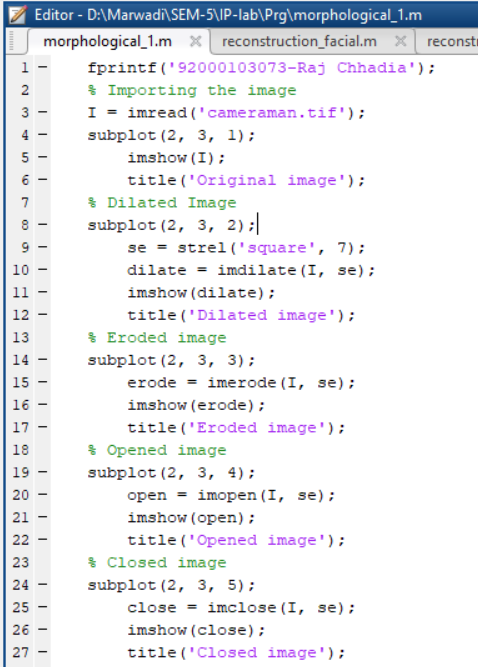 Editor - D:\Marwadi\SEM-5\IP-lab\Prg\morphological_1.m
morphological_1.m × reconstruction_facial.m × reconstr
1 - fprintf('92000103073-Raj Chhadia');
2 % Importing the image
3 - I = imread('cameraman.tif');
4 - subplot(2, 3, 1);
5 - imshow(I);
6 - title('Original image');
7 % Dilated Image
8 - subplot(2, 3, 2);
9 - se = strel('square', 7);
10 - dilate = imdilate(I, se);
11 - imshow(dilate);
12 - title('Dilated image');
13 % Eroded image
14 - subplot(2, 3, 3);
15 - erode = imerode(I, se);
16 - imshow(erode);
17 - title('Eroded image');
18 % Opened image
19 - subplot(2, 3, 4);
20 - open = imopen(I, se);
21 - imshow(open);
22 - title('Opened image');
23 % Closed image
24 - subplot(2, 3, 5);
25 - close = imclose(I, se);
26 - imshow(close);
27 - title('Closed image');